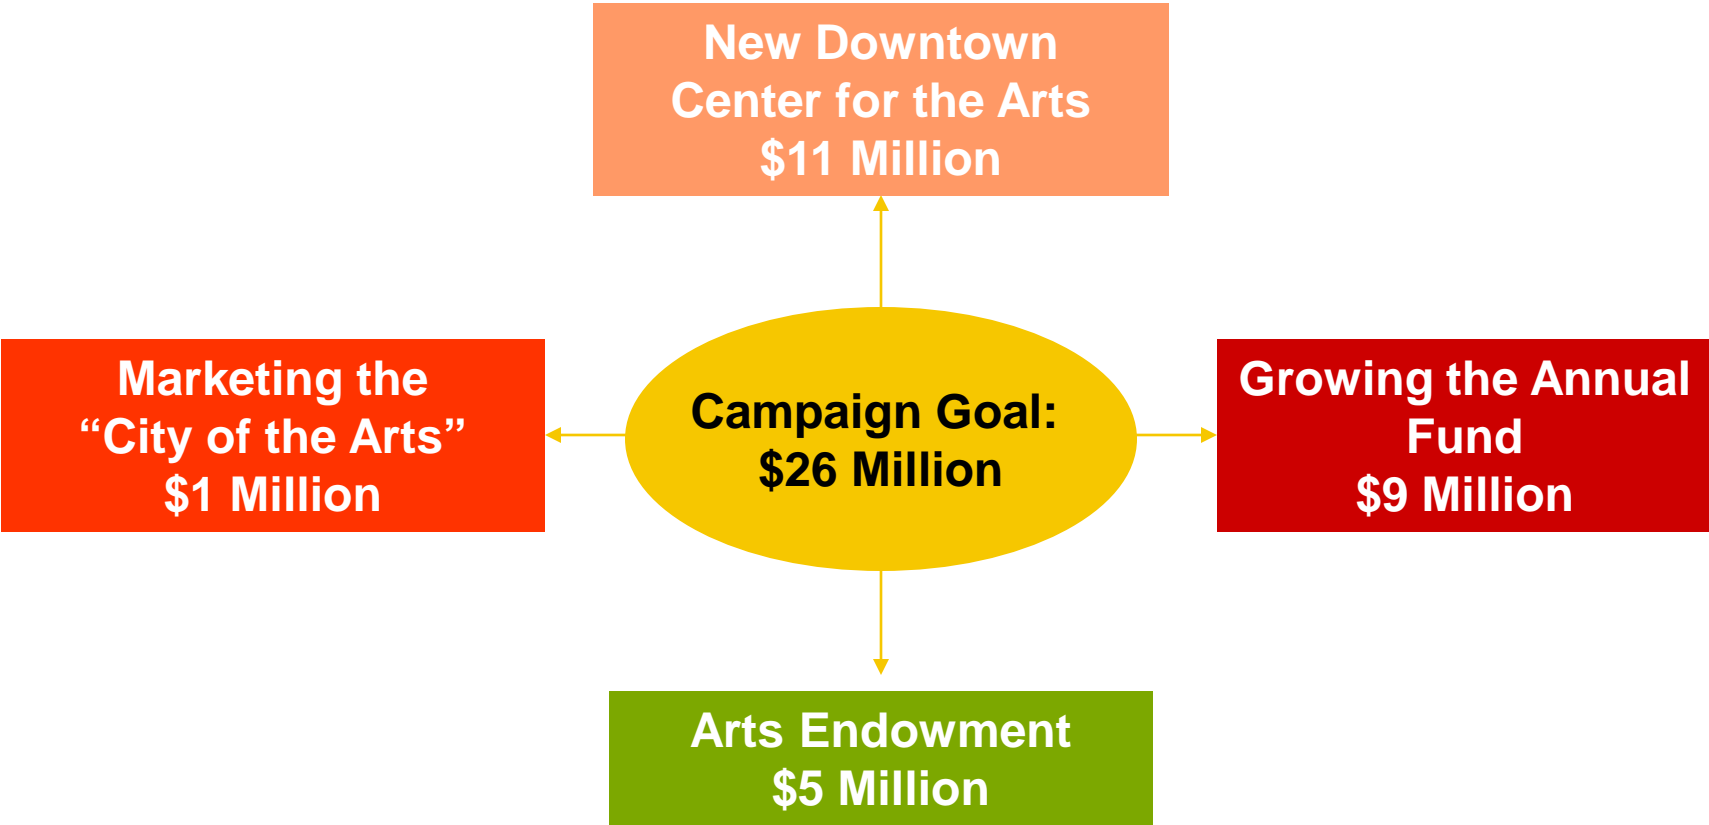 New Downtown
Center for the Arts
$11 Million
Marketing the
“City of the Arts”
$1 Million
Campaign Goal:
$26 Million
Growing the Annual
Fund
$9 Million
Arts Endowment
$5 Million